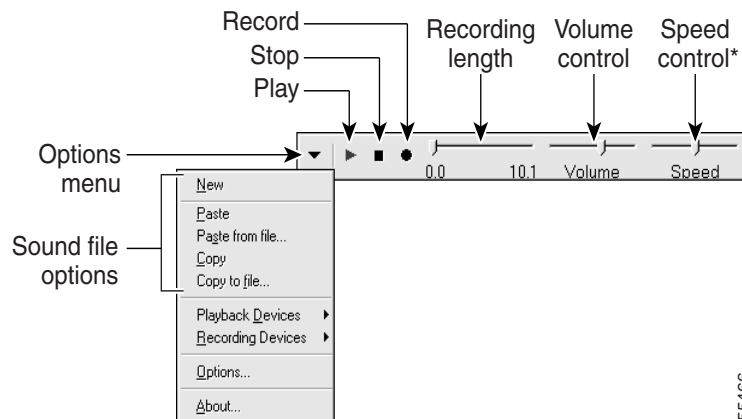 Record
Stop
Play
Recording
length
Volume
control
Speed
control*
Options
menu
0.0 10.1 Volume Speed
Sound file
options
New
Paste
Paste from file...
Copy
Copy to file...
Playback Devices
Recording Devices
Options...
About...